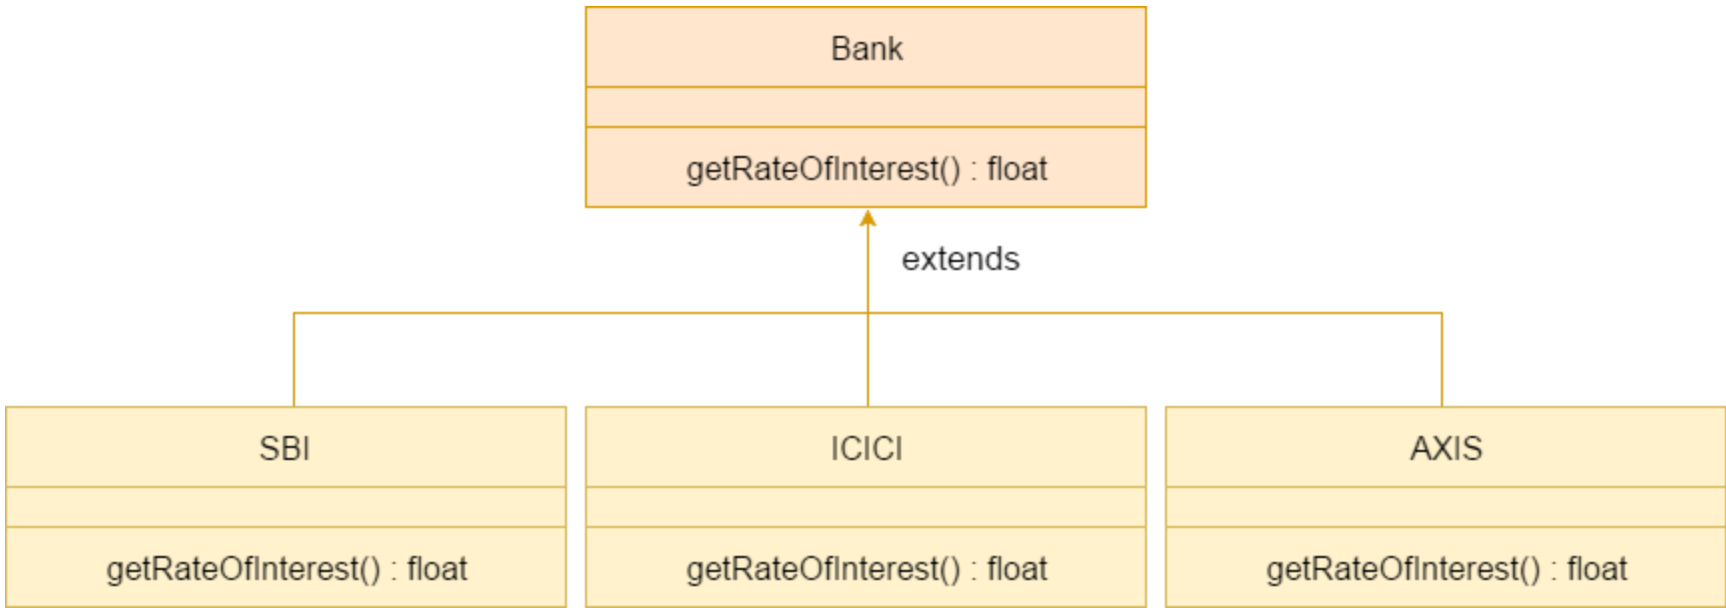 Bank
getRateOfInterest() : float
extends
SBI
ICICI
AXIS
getRateOfInterest() : float
getRateOfInterest() : float
getRateOfInterest() : float